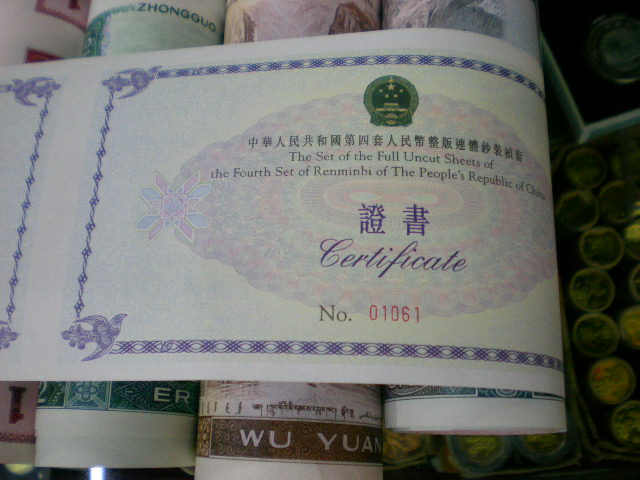 ZHONGGUO
中華人民共和國第四套人民幣整版連體鈔裝禎套
The Set of the Full Uncut Sheets of
the Fourth Set of Renminbi of The People's Republic of China
證書
Certificate
No. 01061
1
ER
WU YUAN